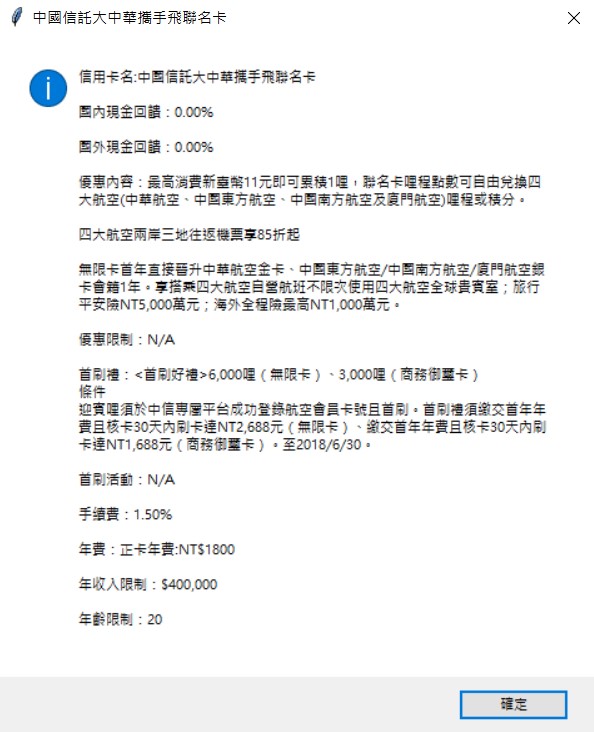 中國信託大中華攜手飛聯名卡
信用卡名:中國信託大中華攜手飛聯名卡
國內現金回饋：0.00%
國外現金回饋：0.00%
優惠內容：最高消費新臺幣11元即可累積1哩，聯名卡哩程點數可自由兌換四
大航空(中華航空、中國東方航空、中國南方航空及廈門航空)哩程或積分。
四大航空兩岸三地往返機票享85折起
無限卡首年直接晉升中華航空金卡、中國東方航空/中國南方航空/廈門航空銀
卡會籍1年。享搭乘四大航空自營航班不限次使用四大航空全球貴賓室；旅行
平安險NT5,000萬元；海外全程險最高NT1,000萬元。
優惠限制：N/A
首刷禮：<首刷好禮>6,000哩（無限卡）、3,000哩（商務御璽卡）
條件
迎賓哩須於中信專屬平台成功登錄航空會員卡號且首刷。首刷禮須繳交首年年
費且核卡30天內刷卡達NT2,688元（無限卡）、繳交首年年費且核卡30天內刷
卡達NT1,688元（商務御璽卡）。至2018/6/30。
首刷活動：N/A
手續費：1.50%
年費：正卡年費:NT$1800
年收入限制：$400,000
年齡限制：20
確定